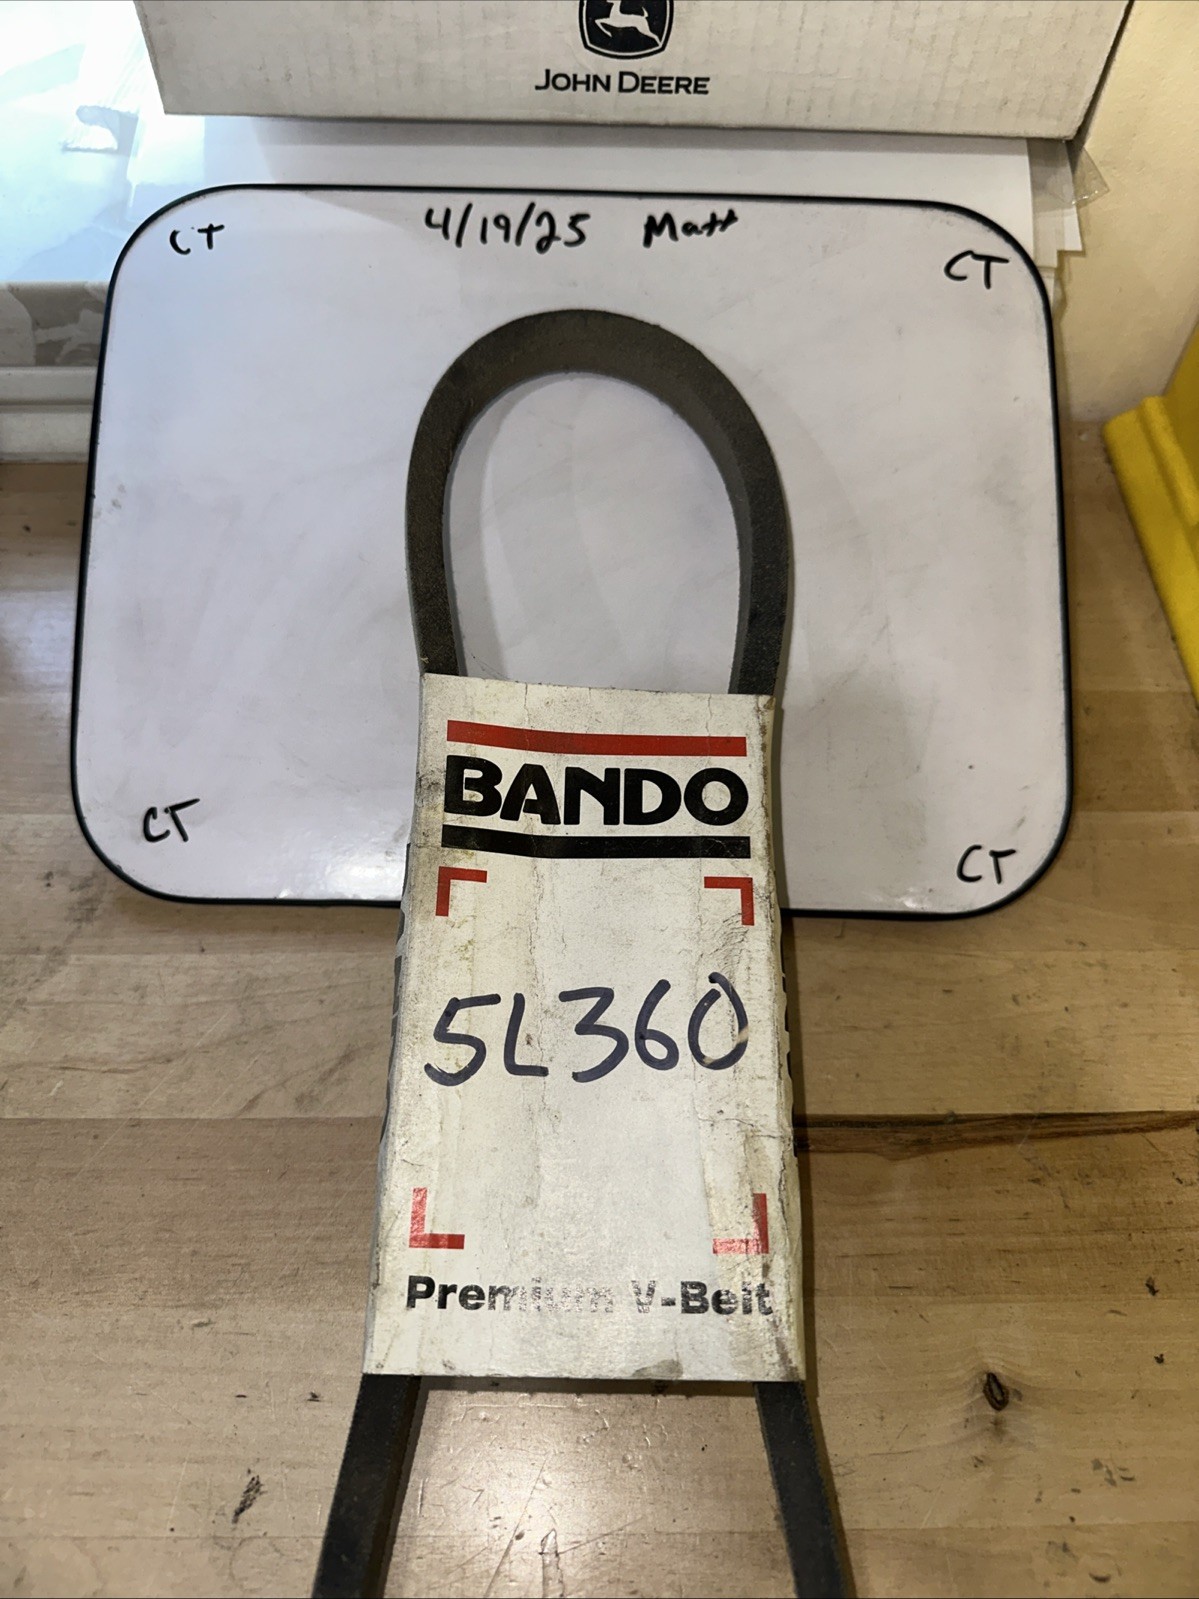 JOHN DEERE
CT 4/19/25 Matt CT
BANDO
CT CT
5L360
Premium V-Belt